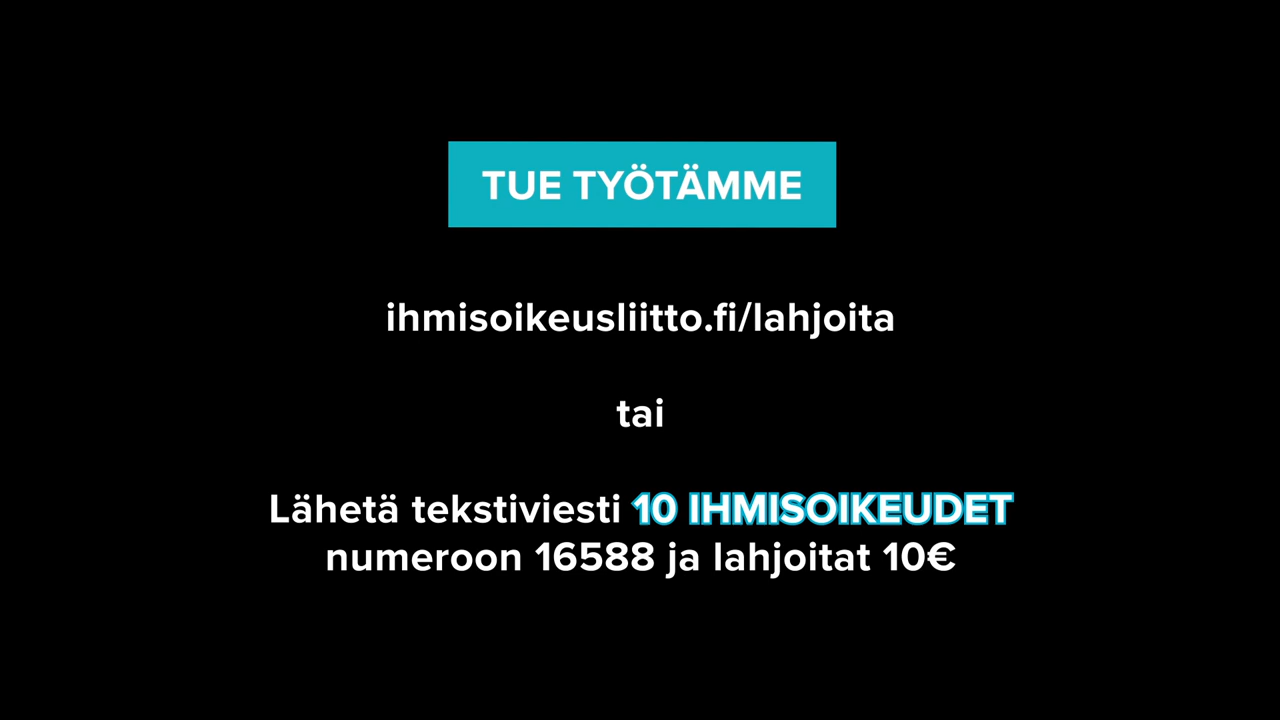 TUE TYÖTÄMME
ihmisoikeusliitto.fi/lahjoita
tai
Lähetä tekstiviesti 10 IHMISOIKEUDET
numeroon 16588 ja lahjoitat 10€